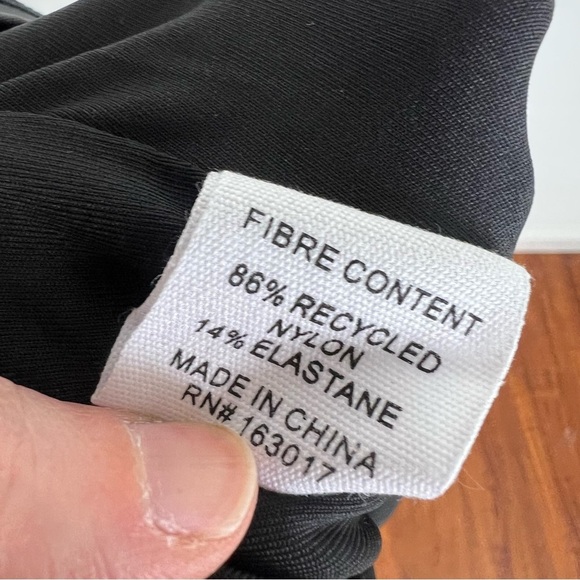 FIBRE CONTENT
86% RECYCLED
NYLON
14% ELASTANE
MADE IN CHINA
RN# 163017